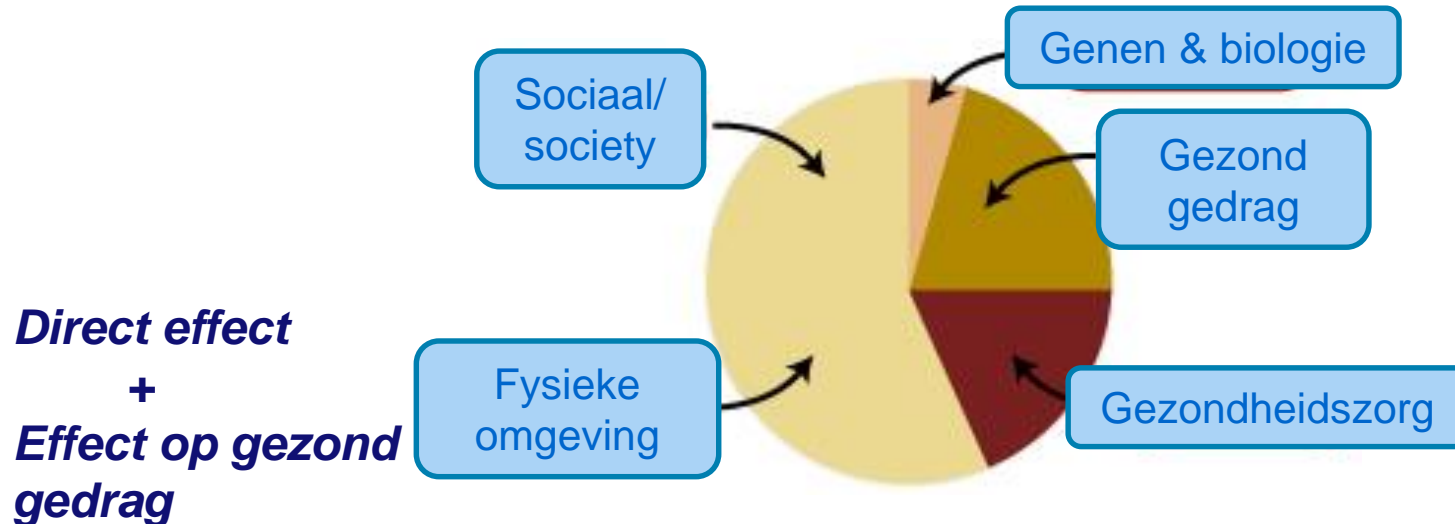 Genen & biologie
Sociaal/
society
Gezond
gedrag
Direct effect
+
Effect op gezond
gedrag
Fysieke
omgeving
Gezondheidszorg